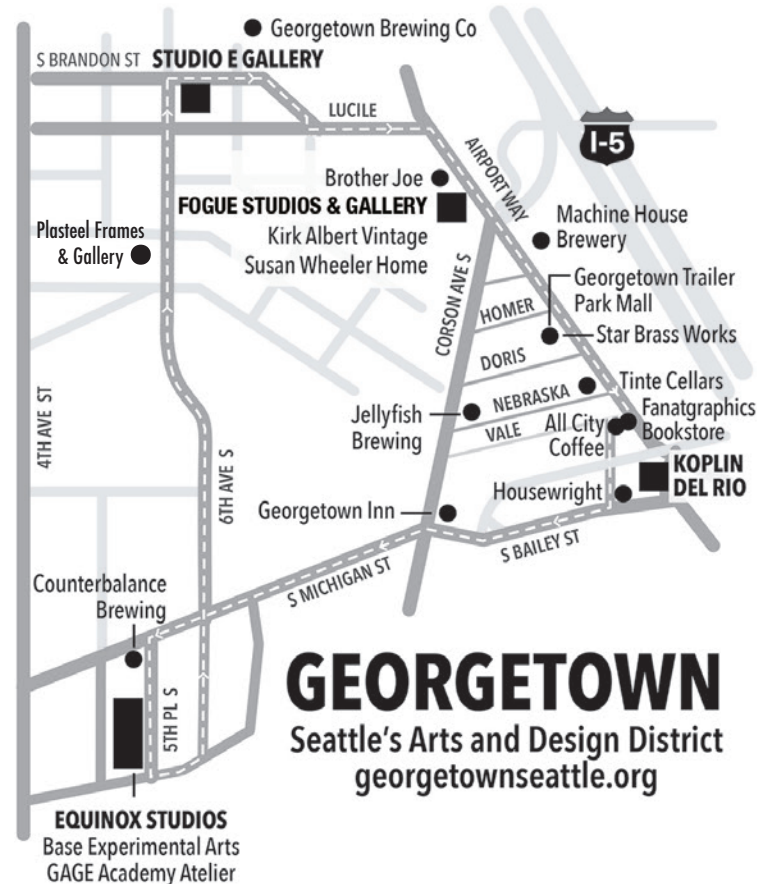 Georgetown Brewing Co
S BRANDON ST
STUDIO E GALLERY
LUCILE
I-5
AIRPORT WAY
Brother Joe
FOGUE STUDIOS & GALLERY
Kirk Albert Vintage
Susan Wheeler Home
Plasteel Frames
& Gallery
Machine House
Brewery
Georgetown Trailer
Park Mall
Star Brass Works
CORSON AVE S
HOMER
DORIS
NEBRASKA
VALE
Tinte Cellars
Fanatgraphics
Bookstore
All City
Coffee
Jellyfish
Brewing
KOPLIN
DEL RIO
Housewright
Georgetown Inn
S BAILEY ST
4TH AVE ST
6TH AVE S
S MICHIGAN ST
Counterbalance
Brewing
5TH PL S
GEORGETOWN
Seattle's Arts and Design District
georgetownseattle.org
EQUINOX STUDIOS
Base Experimental Arts
GAGE Academy Atelier